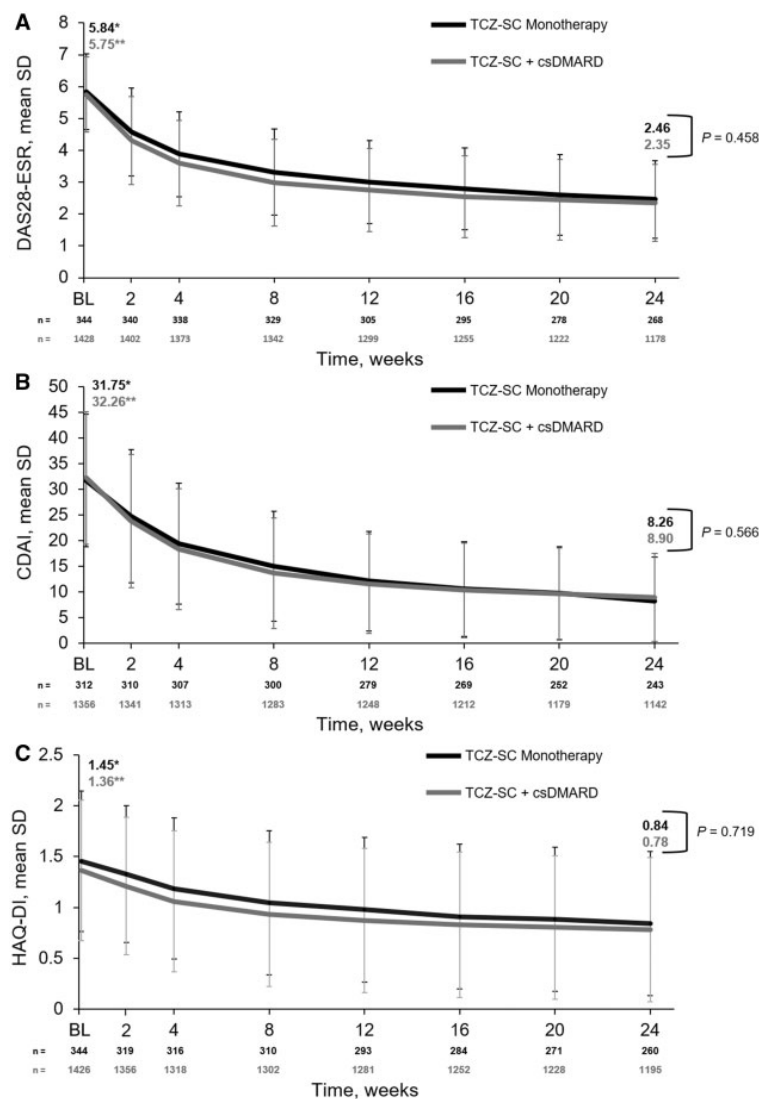 A
DAS28-ESR, mean SD
8
7
6
5
4
3
2
1
0
5.84*
5.75**
TCZ-SC Monotherapy
TCZ-SC + csDMARD
2.46
2.35
P = 0.458
BL 2 4 8 12 16 20 24
n = 344 340 338 329 305 295 278 268
n = 1428 1402 1373 1342 1299 1255 1222 1178
Time, weeks
B
CDAI, mean SD
50
45
40
35
30
25
20
15
10
5
0
31.75*
32.26**
TCZ-SC Monotherapy
TCZ-SC + csDMARD
8.26
8.90
P = 0.566
BL 2 4 8 12 16 20 24
n = 312 310 307 300 279 269 252 243
n = 1356 1341 1313 1283 1248 1212 1179 1142
Time, weeks
C
HAQ-DI, mean SD
2.5
2
1.5
1
0.5
0
1.45*
1.36**
TCZ-SC Monotherapy
TCZ-SC + csDMARD
0.84
0.78
P = 0.719
BL 2 4 8 12 16 20 24
n = 344 319 316 310 293 284 271 260
n = 1426 1356 1318 1302 1281 1252 1228 1195
Time, weeks